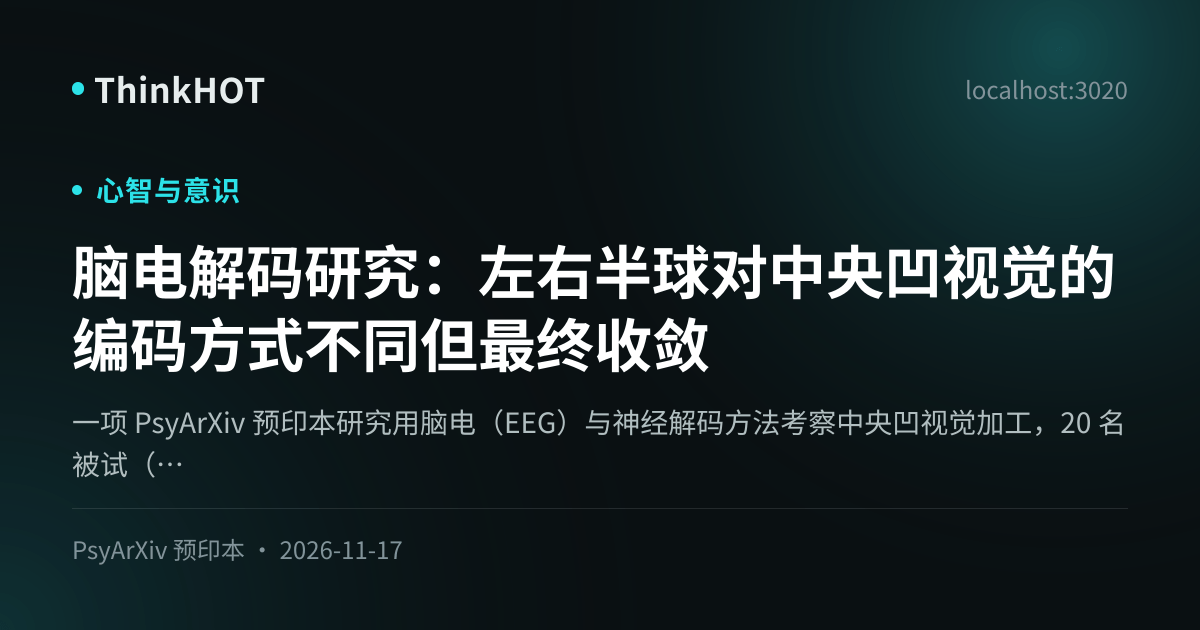 ThinkHOT
localhost:3020
心智与意识
脑电解码研究：左右半球对中央凹视觉的
编码方式不同但最终收敛
一项 PsyArXiv 预印本研究用脑电（EEG）与神经解码方法考察中央凹视觉加工，20 名
被试（…
PsyArXiv 预印本 · 2026-11-17